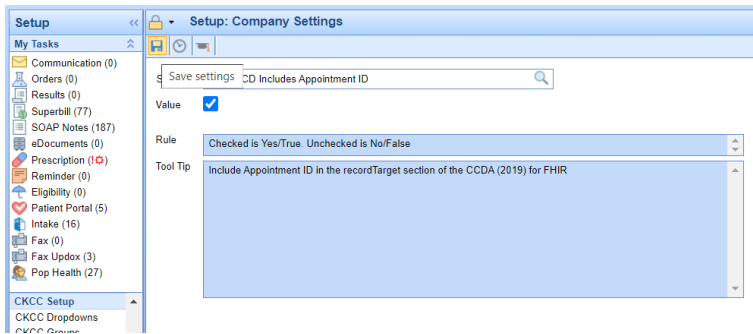 Setup
Setup: Company Settings
My Tasks
Communication (0)
Orders (0)
Results (0)
Superbill (77)
SOAP Notes (187)
eDocuments (0)
Prescription (!⚙)
Reminder (0)
Eligibility (0)
Patient Portal (5)
Intake (16)
Fax (0)
Fax Updox (3)
Pop Health (27)
CKCC Setup
CKCC Dropdowns
CKCC Groups
Save settings
CD Includes Appointment ID
Value
Rule
Checked is Yes/True. Unchecked is No/False
Tool Tip
Include Appointment ID in the recordTarget section of the CCDA (2019) for FHIR